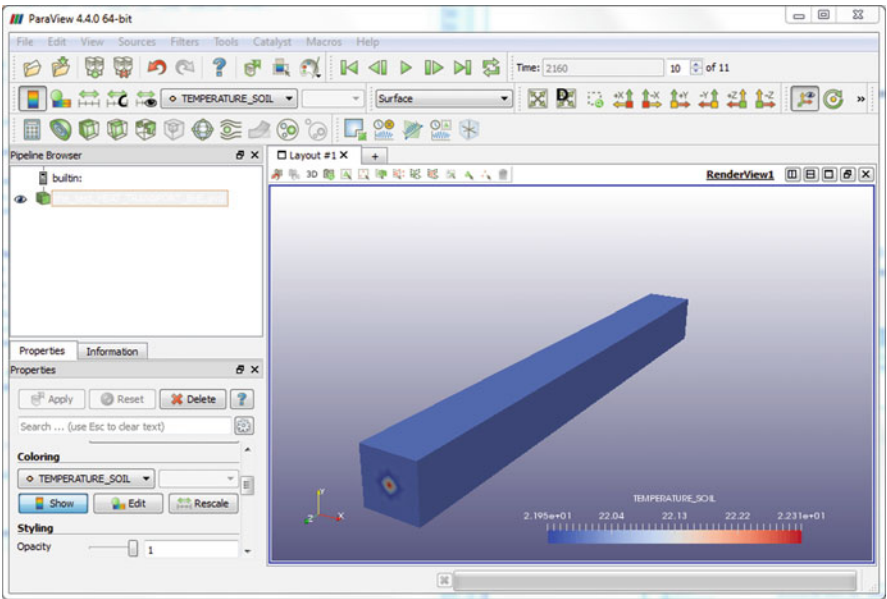 ParaView 4.4.0 64-bit
File Edit View Sources Filters Tools Catalyst Macros Help
Time: 2160 10 of 11
TEMPERATURE_SOIL Surface +X -X +Y -Y +Z -Z
Pipeline Browser
builtin:
Layout #1 X +
3D RenderView1
Properties Information
Properties
Apply Reset Delete ?
Search ... (use Esc to clear text)
Coloring
TEMPERATURE_SOIL
Show Edit Rescale
Styling
Opacity 1
Y
Z X
TEMPERATURE_SOIL
2.195e+01 22.04 22.13 22.22 2.231e+01